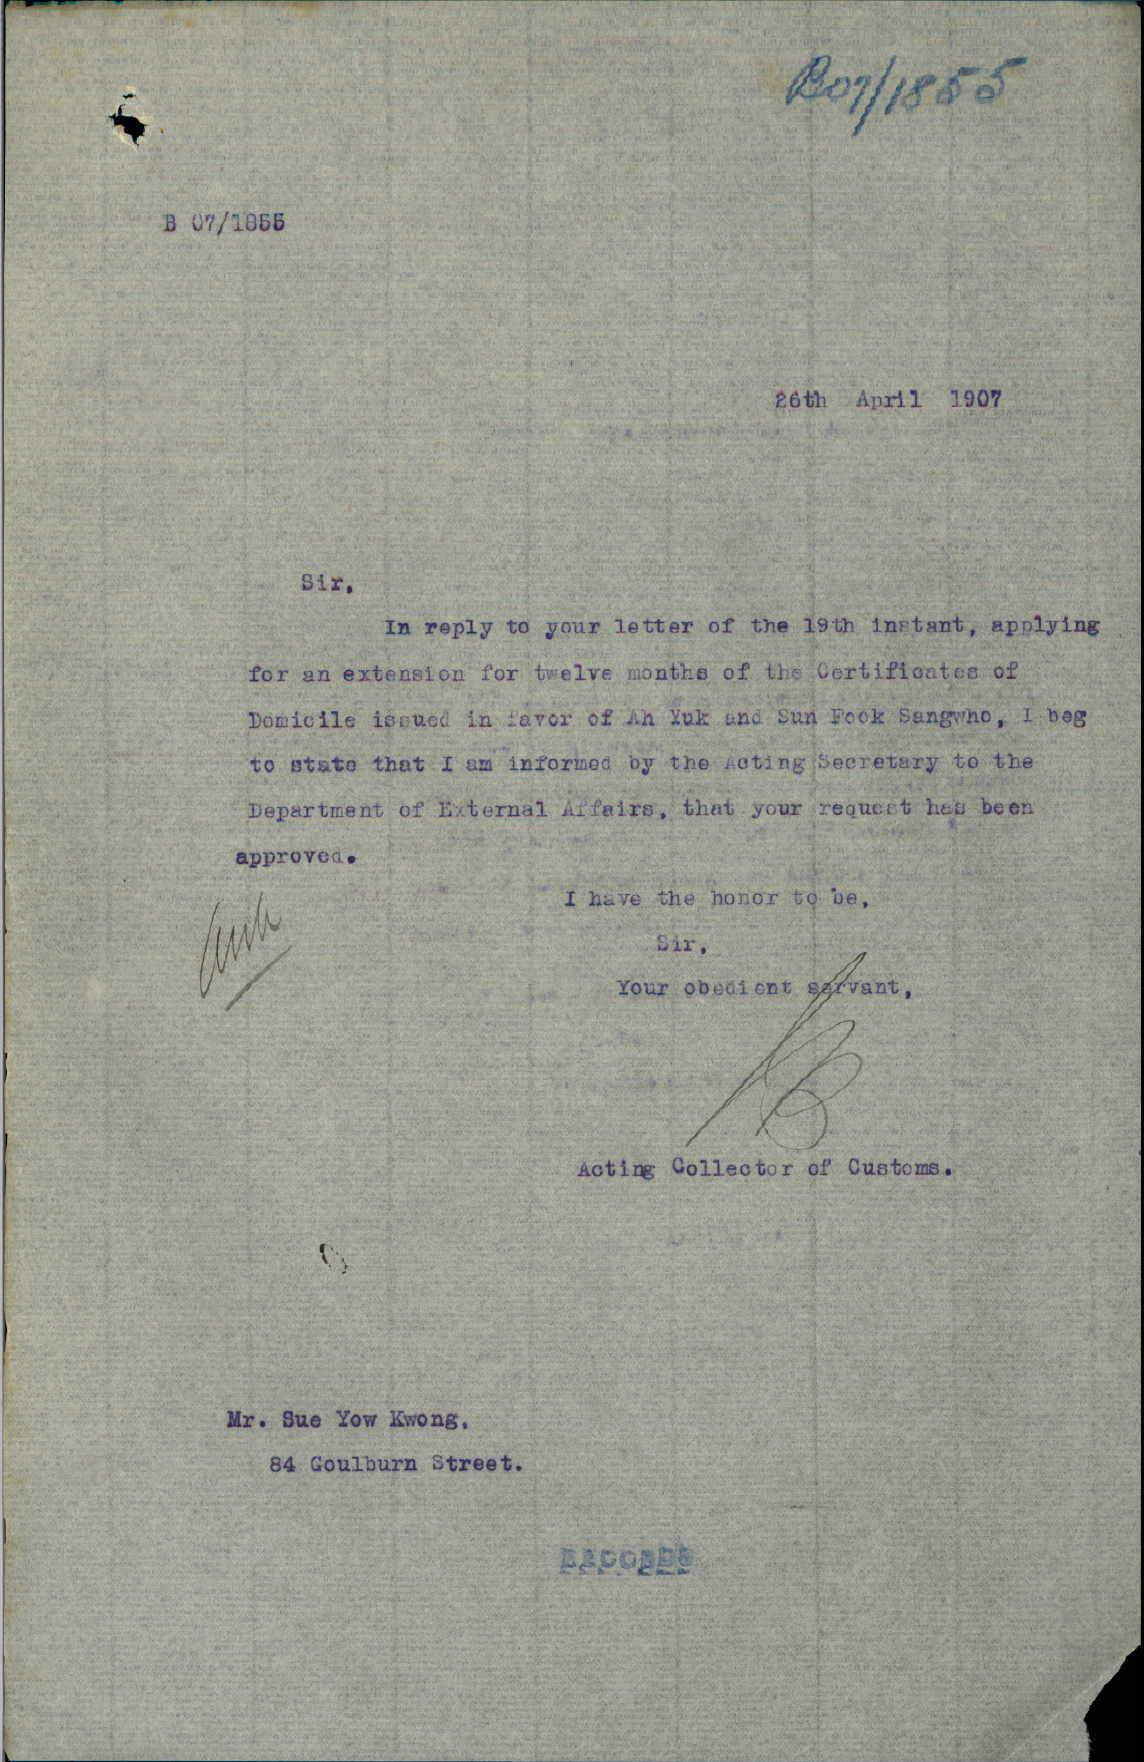 B07/1855
B 07/1855
26th April 1907
Sir,
In reply to your letter of the 19th instant, applying
for an extension for twelve months of the Certificates of
Domicile issued in favor of Ah Yuk and Sun Fook Sangwho, I beg
to state that I am informed by the Acting Secretary to the
Department of External Affairs, that your request has been
approved.
I have the honor to be,
Sir,
Your obedient servant,
Acting Collector of Customs.
Mr. Sue Yow Kwong,
84 Goulburn Street.
RECORDS